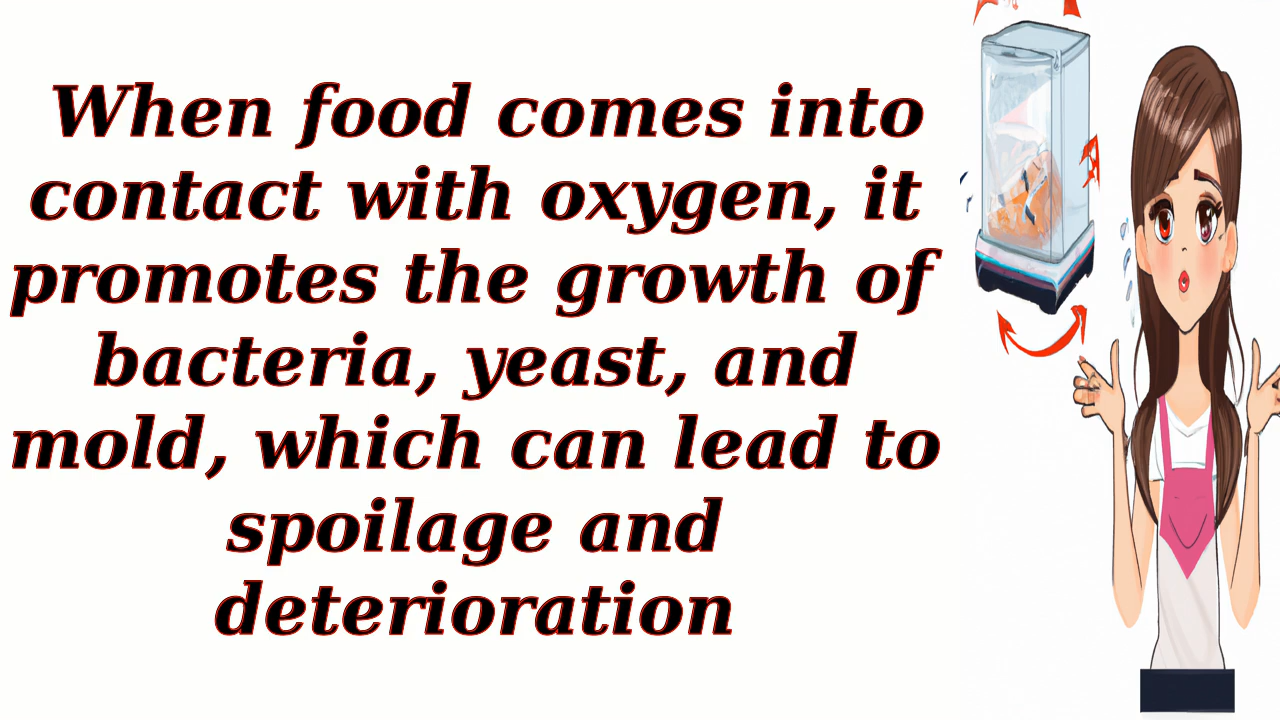 When food comes into
contact with oxygen, it
promotes the growth of
bacteria, yeast, and
mold, which can lead to
spoilage and
deterioration